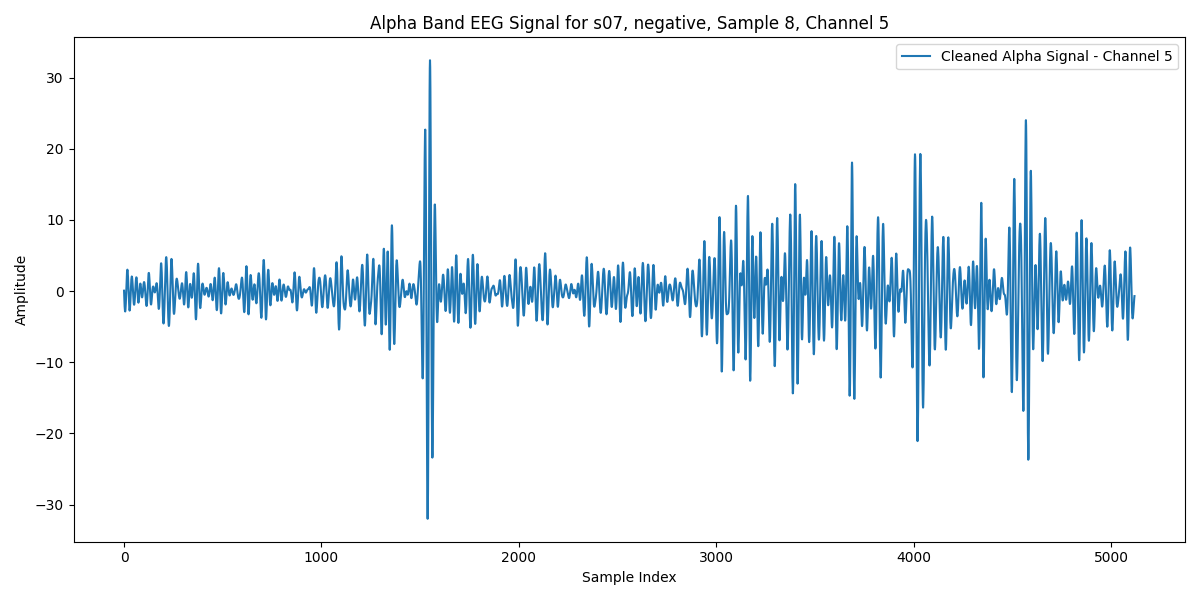 Alpha Band EEG Signal for s07, negative, Sample 8, Channel 5
Cleaned Alpha Signal - Channel 5
Amplitude
30
20
10
0
−10
−20
−30
0 1000 2000 3000 4000 5000
Sample Index